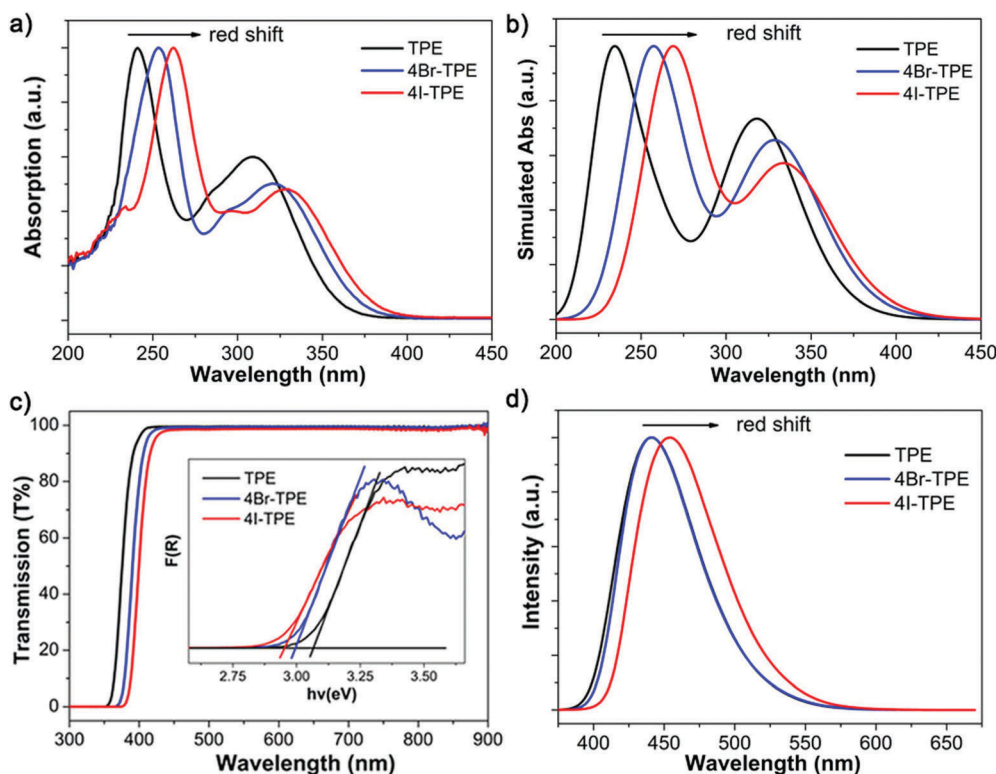 a)
red shift
TPE
4Br-TPE
4I-TPE
Absorption (a.u.)
200 250 300 350 400 450
Wavelength (nm)
b)
red shift
TPE
4Br-TPE
4I-TPE
Simulated Abs (a.u.)
200 250 300 350 400 450
Wavelength (nm)
c)
100
80
60
40
20
0
Transmission (T%)
TPE
4Br-TPE
4I-TPE
F(R)
2.75 3.00 3.25 3.50
hv(eV)
300 400 500 600 700 800 900
Wavelength (nm)
d)
red shift
TPE
4Br-TPE
4I-TPE
Intensity (a.u.)
400 450 500 550 600 650
Wavelength (nm)